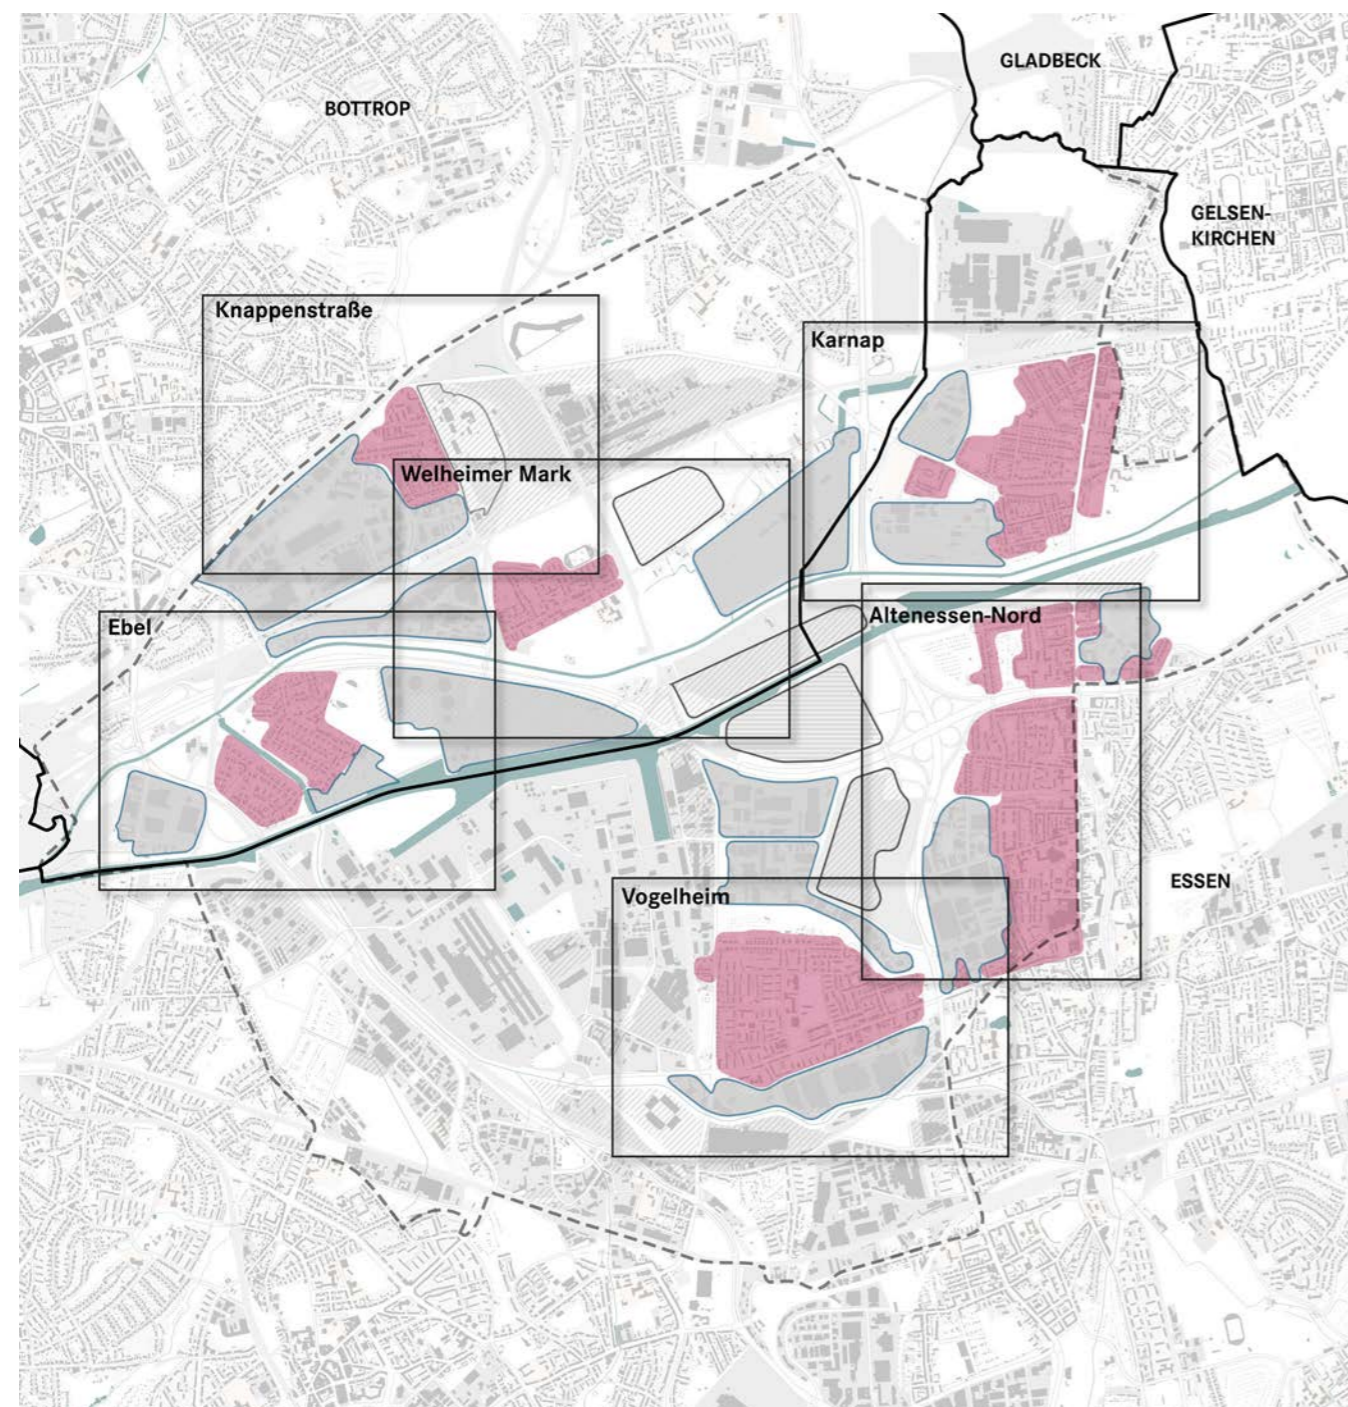 GLADBECK
BOTTROP
GELSEN-
KIRCHEN
Knappenstraße
Karnap
Welheimer Mark
Altenessen-Nord
Ebel
ESSEN
Vogelheim